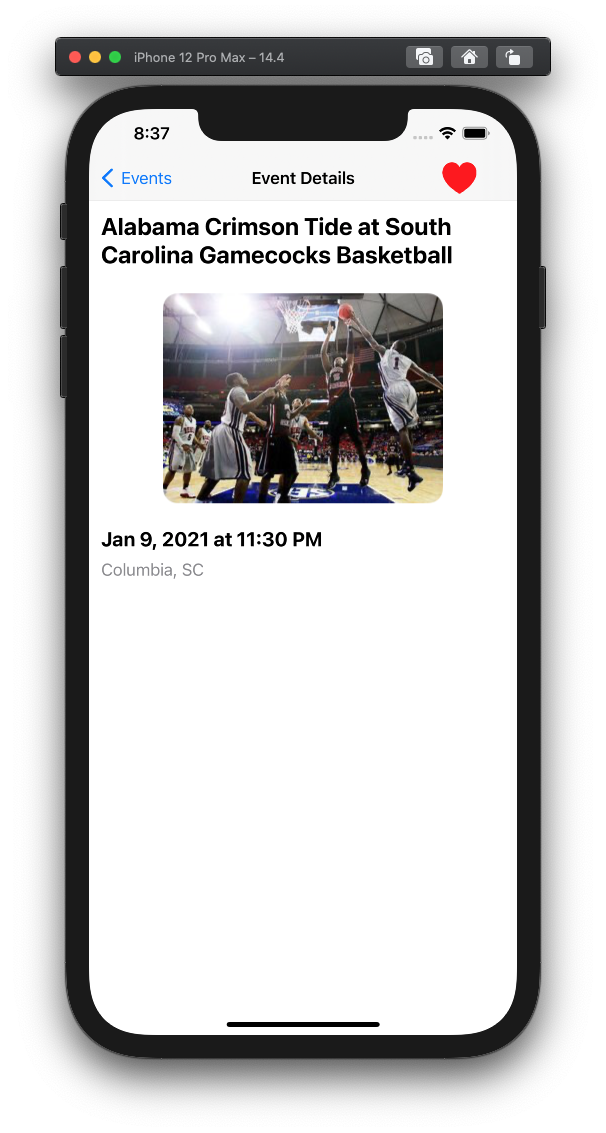 iPhone 12 Pro Max – 14.4
8:37
Events
Event Details
Alabama Crimson Tide at South
Carolina Gamecocks Basketball
1
Jan 9, 2021 at 11:30 PM
Columbia, SC